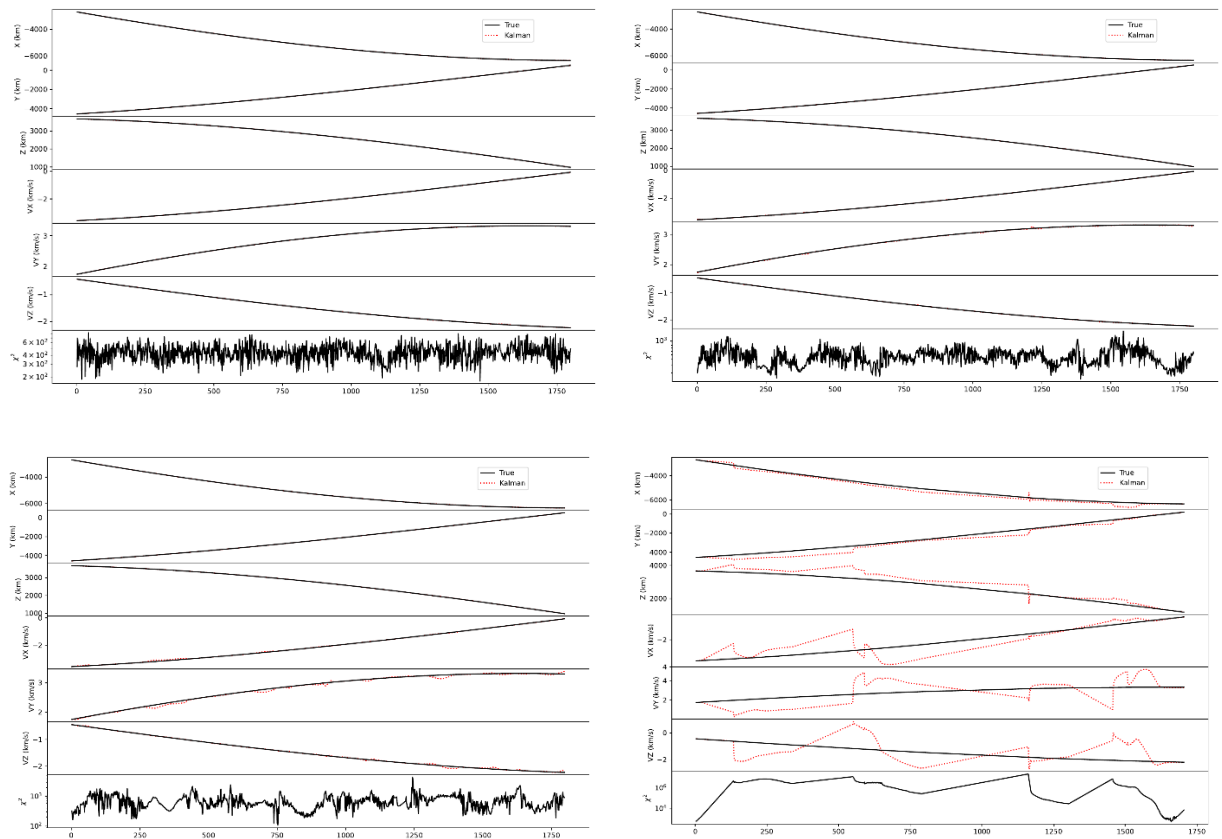 −4000
−6000
X (km)
True
Kalman
0
−2000
4000
Y (km)
3000
2000
1000
Z (km)
0
−2
VX (km/s)
3
2
VY (km/s)
−1
−2
VZ (km/s)
6 × 10²
4 × 10²
3 × 10²
2 × 10²
χ²
0 250 500 750 1000 1250 1500 1750
−4000
−6000
X (km)
True
Kalman
0
−2000
−4000
Y (km)
3000
2000
1000
Z (km)
−2
VX (km/s)
3
2
VY (km/s)
−1
−2
VZ (km/s)
10³
χ²
0 250 500 750 1000 1250 1500 1750
−4000
−6000
X (km)
True
Kalman
0
−2000
−4000
Y (km)
3000
2000
1000
Z (km)
0
−2
VX (km/s)
3
2
VY (km/s)
−1
−2
VZ (km/s)
10³
10²
χ²
0 250 500 750 1000 1250 1500 1750
−4000
−6000
X (km)
True
Kalman
0
−2000
4000
Y (km)
4000
2000
Z (km)
−2
4
VX (km/s)
4
2
VY (km/s)
0
−2
VZ (km/s)
10⁶
10⁴
χ²
0 250 500 750 1000 1250 1500 1750